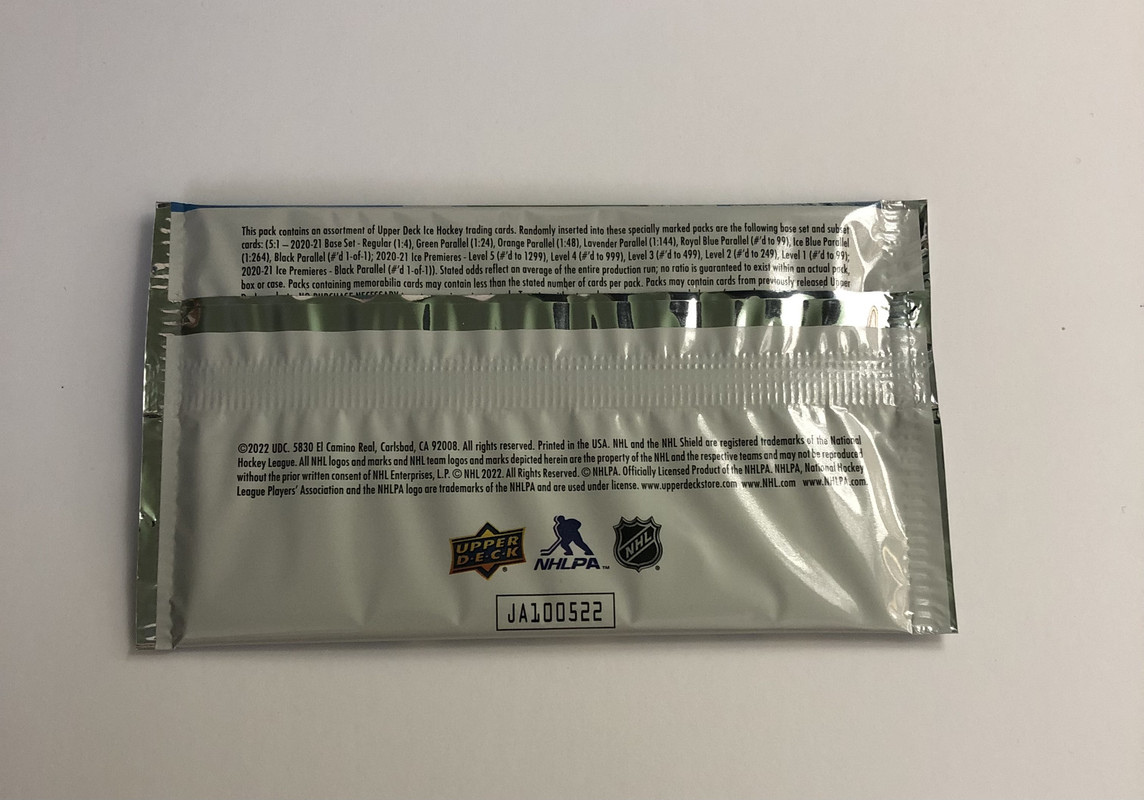 This pack contains an assortment of Upper Deck Ice Hockey trading cards. Randomly inserted into these specially marked packs are the following base set and subset
cards: (5:1 – 2020-21 Base Set - Regular (1:4), Green Parallel (1:24), Orange Parallel (1:48), Lavender Parallel (1:144), Royal Blue Parallel (#'d to 99), Ice Blue Parallel
(1:264), Black Parallel (#'d 1-of-1); 2020-21 Ice Premieres - Level 5 (#'d to 1299), Level 4 (#'d to 999), Level 3 (#'d to 499), Level 2 (#'d to 249), Level 1 (#'d to 99);
2020-21 Ice Premieres - Black Parallel (#'d 1-of-1)). Stated odds reflect an average of the entire production run; no ratio is guaranteed to exist within an actual pack,
box or case. Packs containing memorabilia cards may contain less than the stated number of cards per pack. Packs may contain cards from previously released Upper
NO PURCHASE NECESSARY
©2022 UDC. 5830 El Camino Real, Carlsbad, CA 92008. All rights reserved. Printed in the USA. NHL and the NHL Shield are registered trademarks of the National
Hockey League. All NHL logos and marks and NHL team logos and marks depicted herein are the property of the NHL and the respective teams and may not be reproduced
without the prior written consent of NHL Enterprises, L.P. © NHL 2022. All Rights Reserved. © NHLPA. Officially Licensed Product of the NHLPA. NHLPA, National Hockey
League Players' Association and the NHLPA logo are trademarks of the NHLPA and are used under license. www.upperdeckstore.com www.NHL.com www.NHLPA.com.
UPPER
D·E·C·K ®
NHLPA™
NHL ®
JA100522